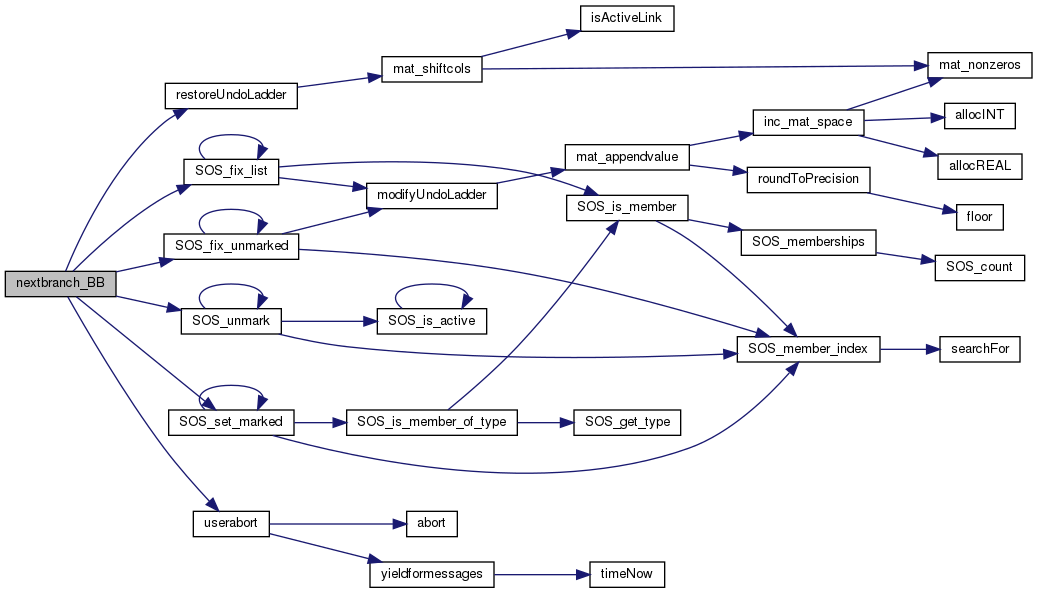 isActiveLink
mat_shiftcols
mat_nonzeros
restoreUndoLadder
allocINT
inc_mat_space
mat_appendvalue
allocREAL
SOS_fix_list
roundToPrecision
modifyUndoLadder
SOS_is_member
floor
SOS_fix_unmarked
SOS_memberships
SOS_count
nextbranch_BB
SOS_unmark
SOS_is_active
SOS_member_index
searchFor
SOS_set_marked
SOS_is_member_of_type
SOS_get_type
userabort
abort
yieldformessages
timeNow